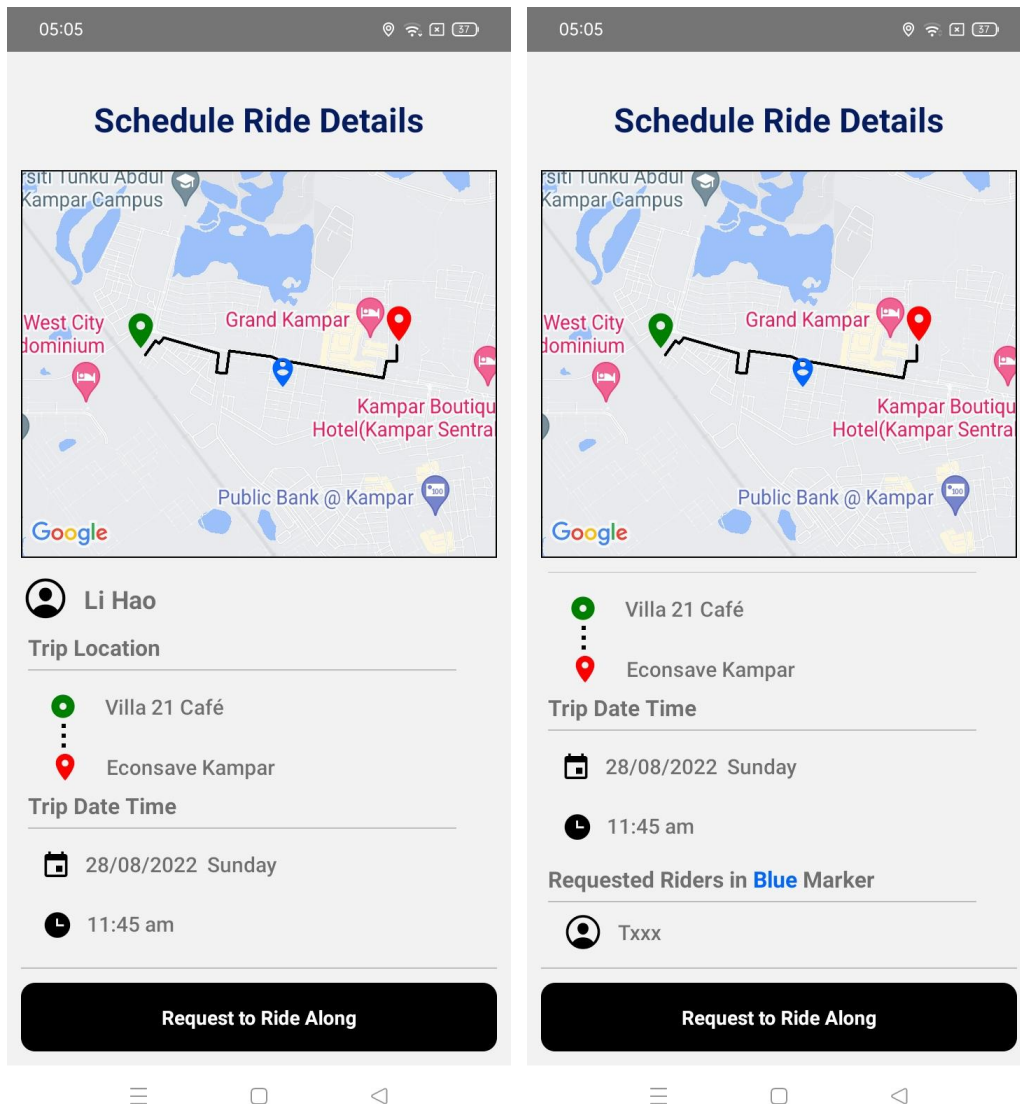 05:05
37
Schedule Ride Details
siti Tunku Abdul
Kampar Campus
West City
dominium
Grand Kampar
Kampar Boutiqu
Hotel(Kampar Sentra
Public Bank @ Kampar
100
Google
Li Hao
Trip Location
Villa 21 Café
Econsave Kampar
Trip Date Time
28/08/2022 Sunday
11:45 am
Request to Ride Along
05:05
37
Schedule Ride Details
siti Tunku Abdul
Kampar Campus
West City
dominium
Grand Kampar
Kampar Boutiqu
Hotel(Kampar Sentra
Public Bank @ Kampar
100
Google
Villa 21 Café
Econsave Kampar
Trip Date Time
28/08/2022 Sunday
11:45 am
Requested Riders in Blue Marker
Txxx
Request to Ride Along